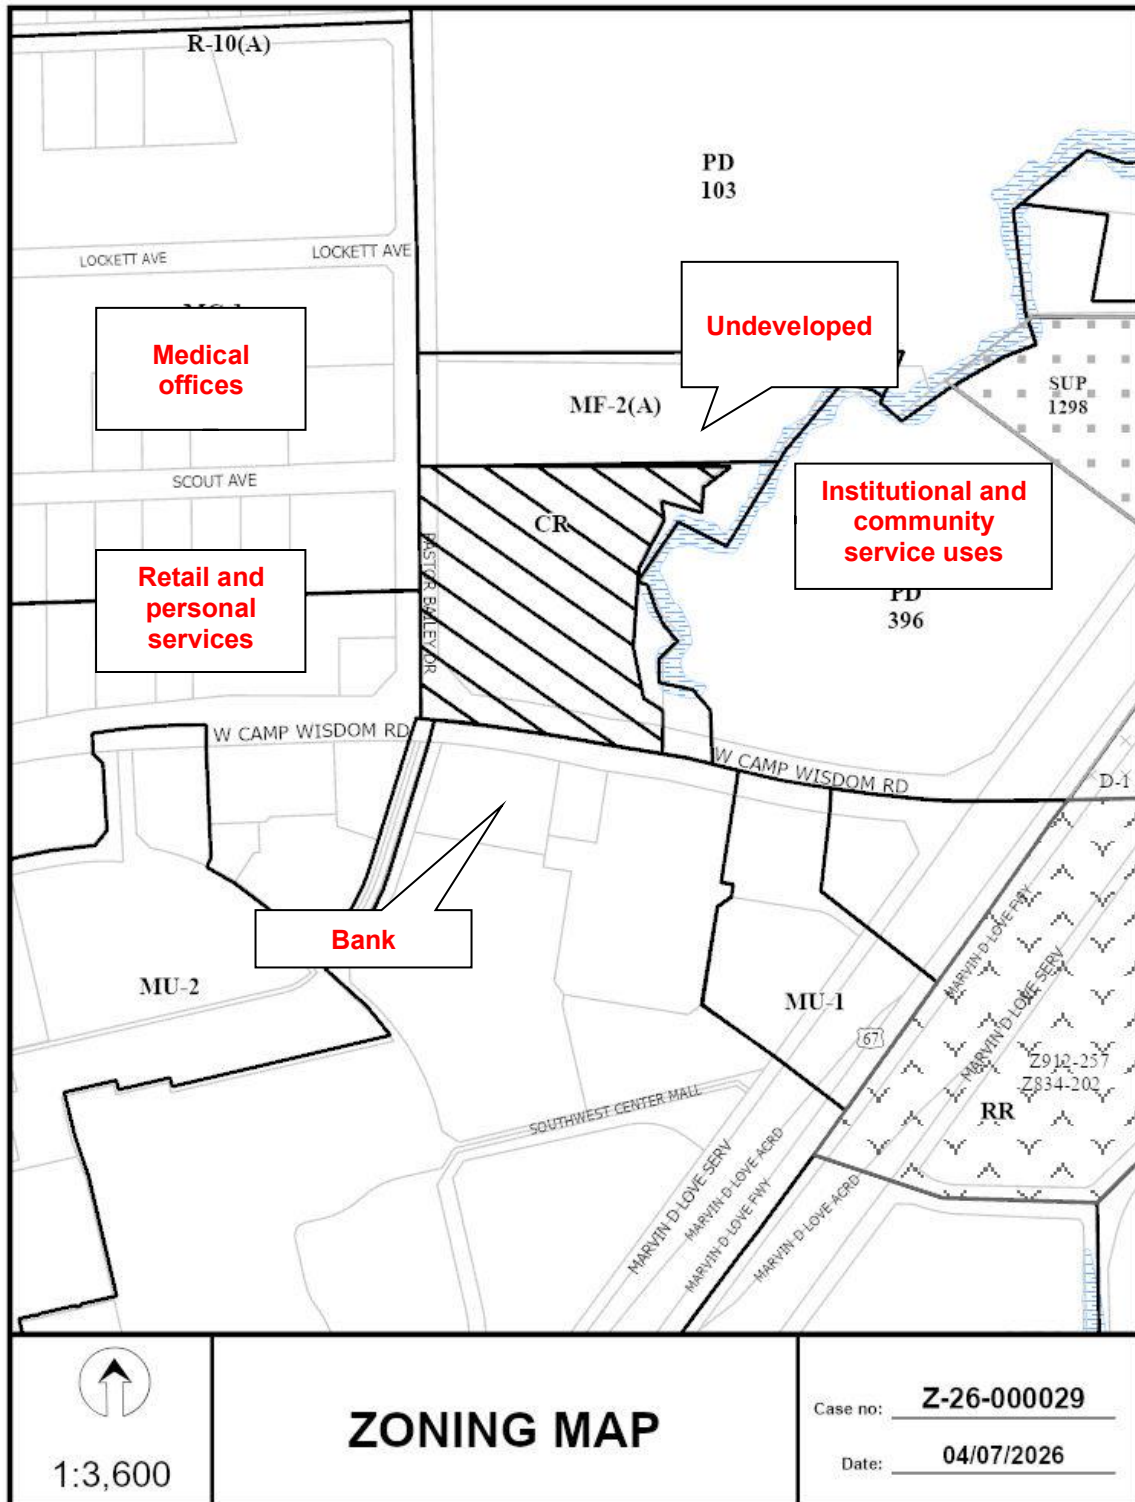 R-10(A)
PD
103
LOCKETT AVE
LOCKETT AVE
Medical
offices
Undeveloped
MF-2(A)
SUP
1298
SCOUT AVE
CR
Institutional and
community
service uses
PD
396
Retail and
personal
services
PASTOR BAILEY DR
W CAMP WISDOM RD
W CAMP WISDOM RD
D-1
Bank
MU-2
MU-1
67
MARVIN D LOVE FWY
MARVIN D LOVE SERV
Z912-257
Z834-202
RR
SOUTHWEST CENTER MALL
MARVIN D LOVE SERV
MARVIN D LOVE ACRD
MARVIN D LOVE FWY
MARVIN D LOVE ACRD
1:3,600
ZONING MAP
Case no: Z-26-000029
Date: 04/07/2026